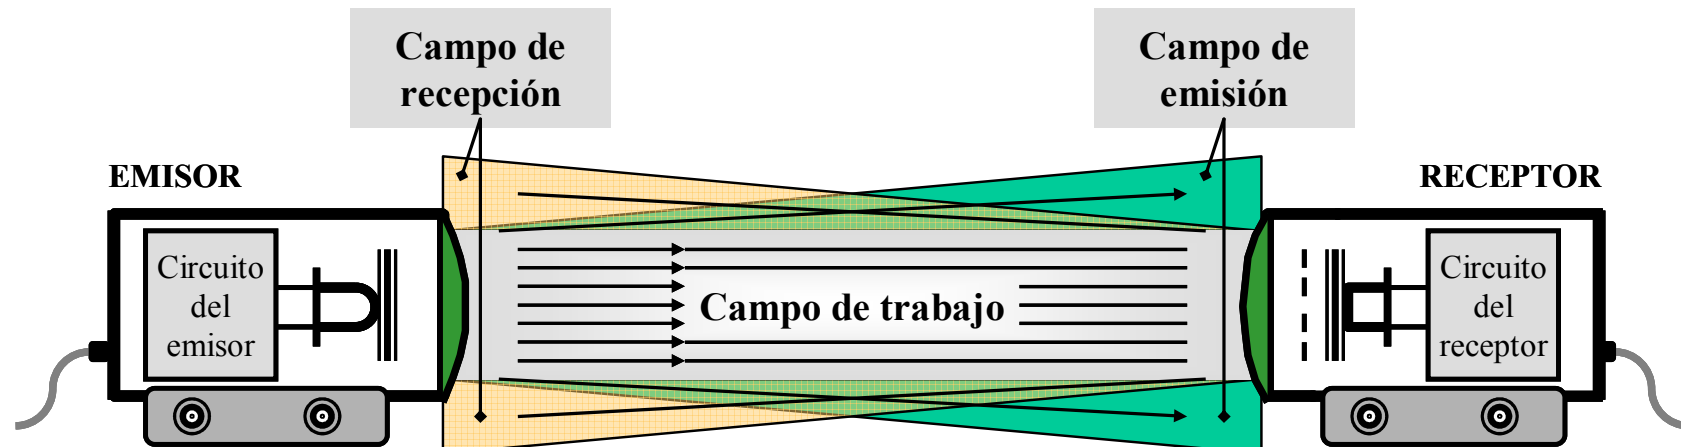 Campo de
recepción
Campo de
emisión
EMISOR
RECEPTOR
Circuito
del
emisor
Campo de trabajo
Circuito
del
receptor